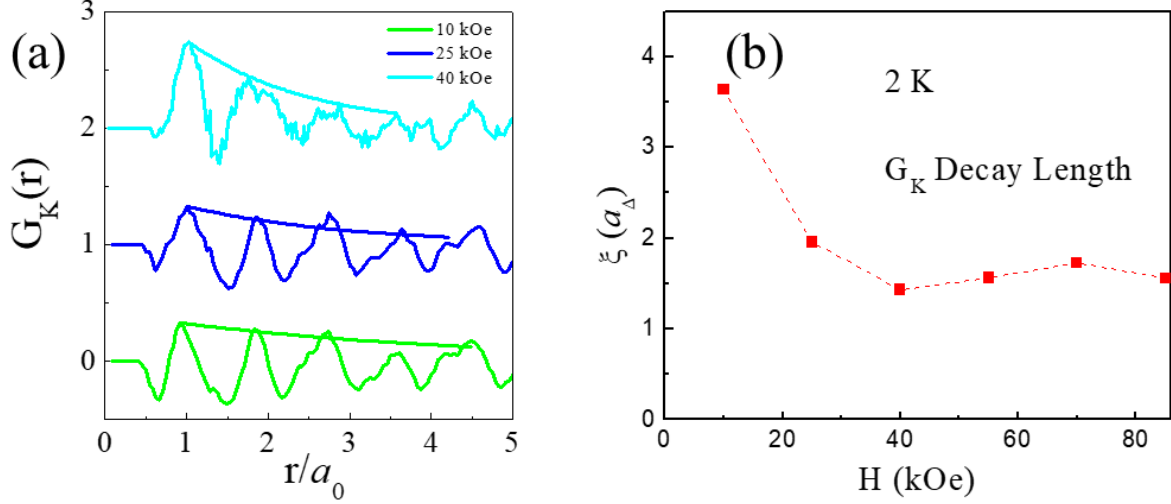 (a)
10 kOe
25 kOe
40 kOe
3
2
1
0
G_K(r)
0 1 2 3 4 5
r/a_0
(b)
2 K
G_K Decay Length
4
3
2
1
0
ξ (a_Δ)
0 20 40 60 80
H (kOe)